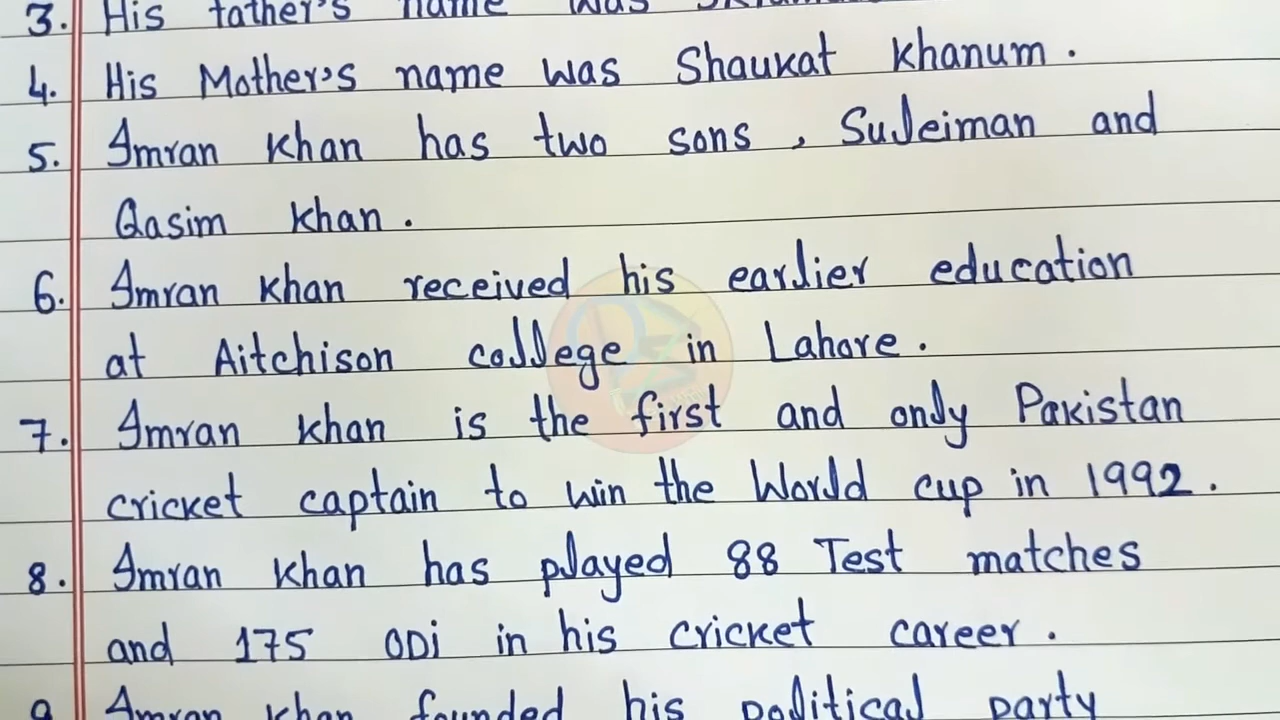 3. His father's name was
4. His Mother's name was Shaukat Khanum.
5. Imran Khan has two sons, Suleiman and
Qasim Khan.
6. Imran Khan received his earlier education
at Aitchison college in Lahore.
7. Imran Khan is the first and only Pakistan
cricket captain to win the World cup in 1992.
8. Imran Khan has played 88 Test matches
and 175 ODi in his cricket career.
9. Imran Khan founded his political party